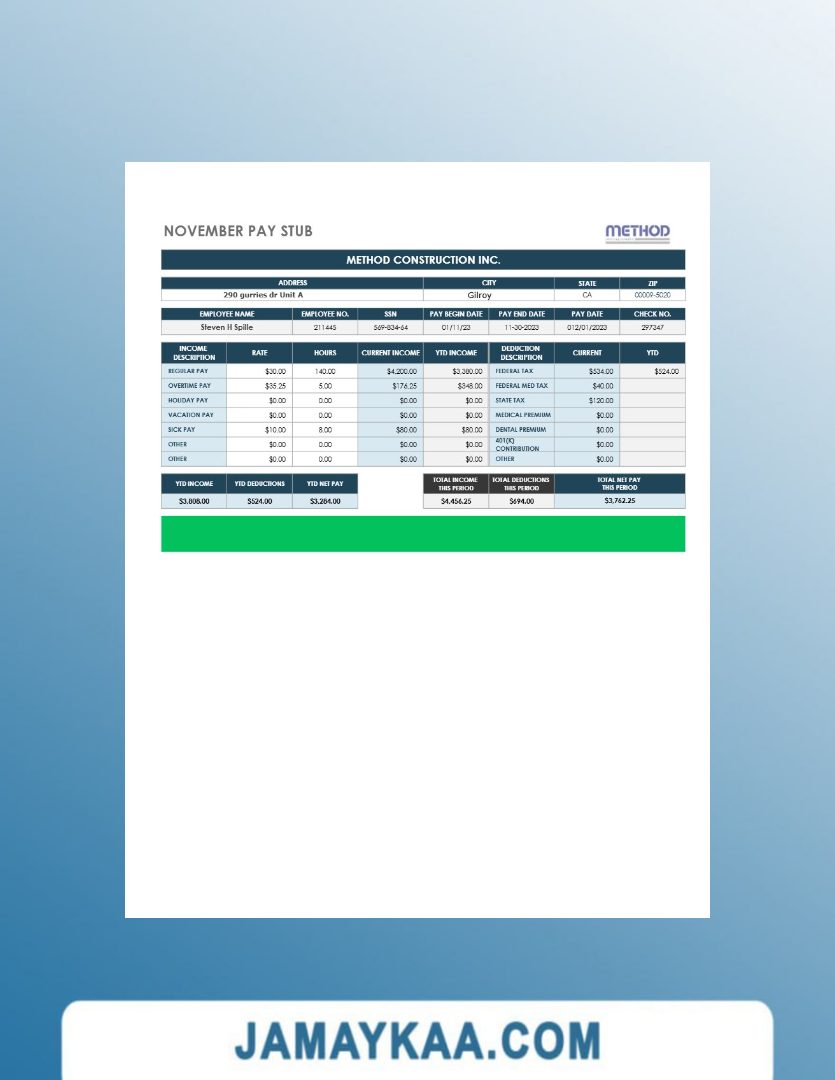 NOVEMBER PAY STUB METHOD
METHOD CONSTRUCTION INC.
ADDRESS CITY STATE ZIP
290 gurries dr Unit A Gilroy CA 00009-5020
EMPLOYEE NAME EMPLOYEE NO. SSN PAY BEGIN DATE PAY END DATE PAY DATE CHECK NO.
Steven H Spille 211445 569-834-64 01/11/23 11-30-2023 012/01/2023 297347
INCOME DESCRIPTION RATE HOURS CURRENT INCOME YTD INCOME DEDUCTION DESCRIPTION CURRENT YTD
REGULAR PAY $30.00 140.00 $4,200.00 $3,380.00 FEDERAL TAX $534.00 $524.00
OVERTIME PAY $35.25 5.00 $176.25 $348.00 FEDERAL MED TAX $40.00
HOLIDAY PAY $0.00 0.00 $0.00 $0.00 STATE TAX $120.00
VACATION PAY $0.00 0.00 $0.00 $0.00 MEDICAL PREMIUM $0.00
SICK PAY $10.00 8.00 $80.00 $80.00 DENTAL PREMIUM $0.00
OTHER $0.00 0.00 $0.00 $0.00 401(K) CONTRIBUTION $0.00
OTHER $0.00 0.00 $0.00 $0.00 OTHER $0.00
YTD INCOME YTD DEDUCTIONS YTD NET PAY TOTAL INCOME THIS PERIOD TOTAL DEDUCTIONS THIS PERIOD TOTAL NET PAY THIS PERIOD
$3,808.00 $524.00 $3,284.00 $4,456.25 $694.00 $3,762.25
JAMAYKAA.COM